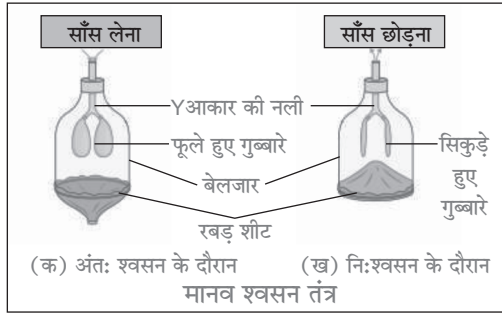 साँस लेना
साँस छोड़ना
Yआकार की नली
फूले हुए गुब्बारे
सिकुड़े
हुए
गुब्बारे
बेलजार
रबड़ शीट
(क) अंत: श्वसन के दौरान
(ख) नि:श्वसन के दौरान
मानव श्वसन तंत्र